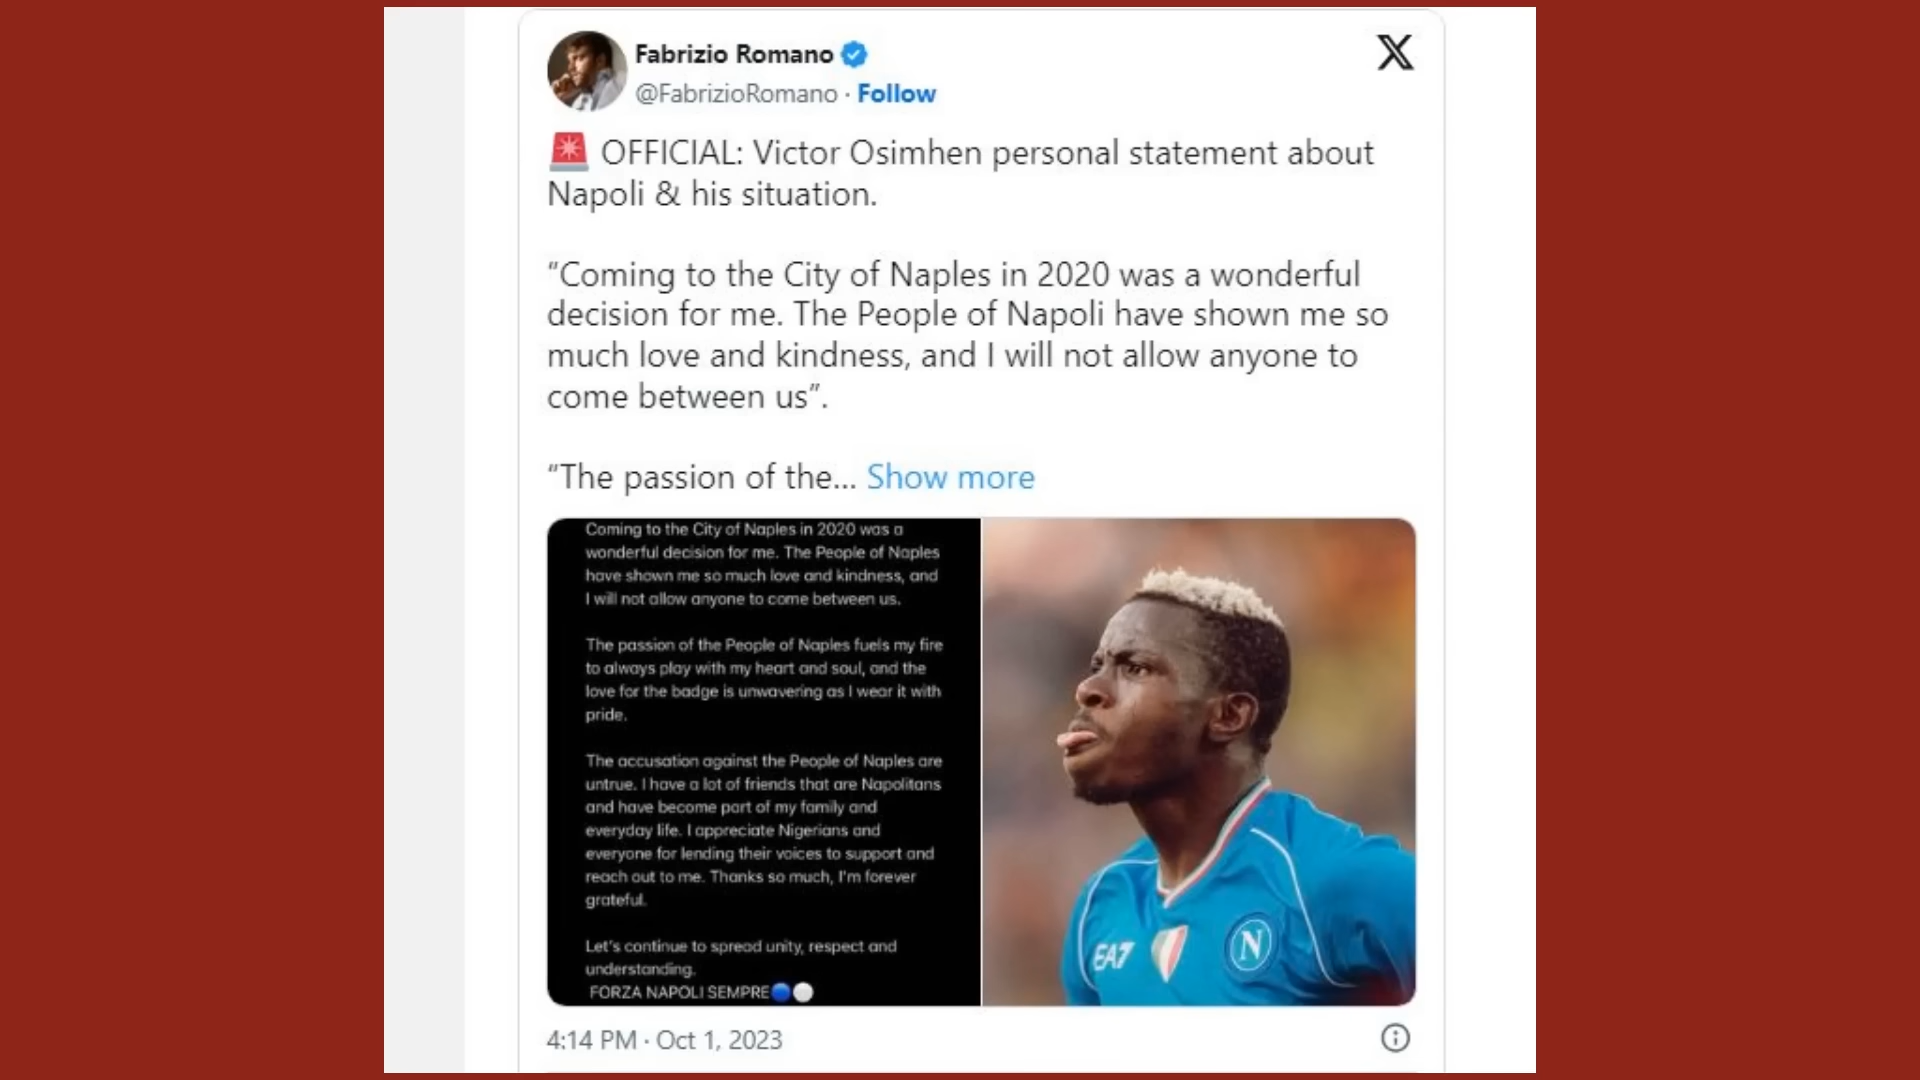 Fabrizio Romano
@FabrizioRomano · Follow
🚨 OFFICIAL: Victor Osimhen personal statement about
Napoli & his situation.
“Coming to the City of Naples in 2020 was a wonderful
decision for me. The People of Napoli have shown me so
much love and kindness, and I will not allow anyone to
come between us”.
“The passion of the... Show more
Coming to the City of Naples in 2020 was a
wonderful decision for me. The People of Naples
have shown me so much love and kindness, and
I will not allow anyone to come between us.
The passion of the People of Naples fuels my fire
to always play with my heart and soul, and the
love for the badge is unwavering as I wear it with
pride.
The accusation against the People of Naples are
untrue. I have a lot of friends that are Napolitans
and have become part of my family and
everyday life. I appreciate Nigerians and
everyone for lending their voices to support and
reach out to me. Thanks so much, I'm forever
grateful.
Let's continue to spread unity, respect and
understanding.
FORZA NAPOLI SEMPRE🔵⚪
EA7
N
4:14 PM · Oct 1, 2023